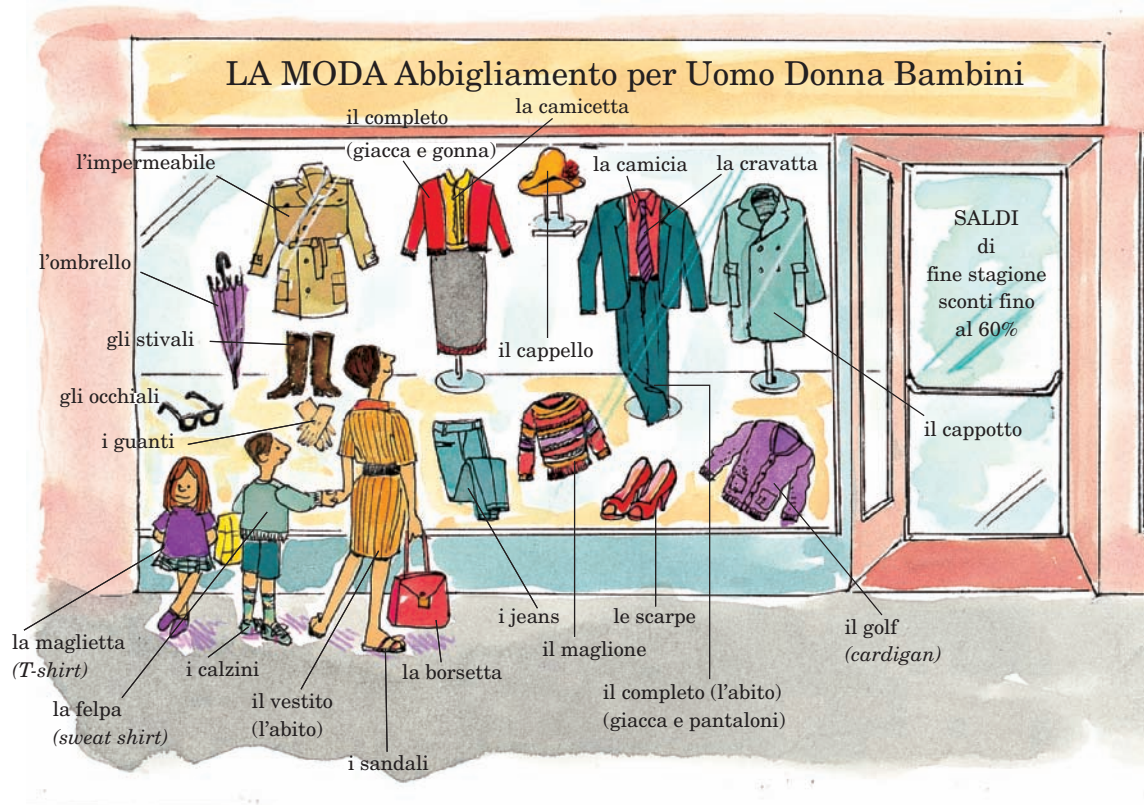 LA MODA Abbigliamento per Uomo Donna Bambini
la camicetta
il completo
(giacca e gonna)
l'impermeabile
la camicia
la cravatta
SALDI
di
fine stagione
sconti fino
al 60%
l'ombrello
gli stivali
il cappello
gli occhiali
i guanti
il cappotto
la maglietta
(T-shirt)
la felpa
(sweat shirt)
i calzini
il vestito
(l'abito)
i sandali
la borsetta
i jeans
il maglione
le scarpe
il completo (l'abito)
(giacca e pantaloni)
il golf
(cardigan)